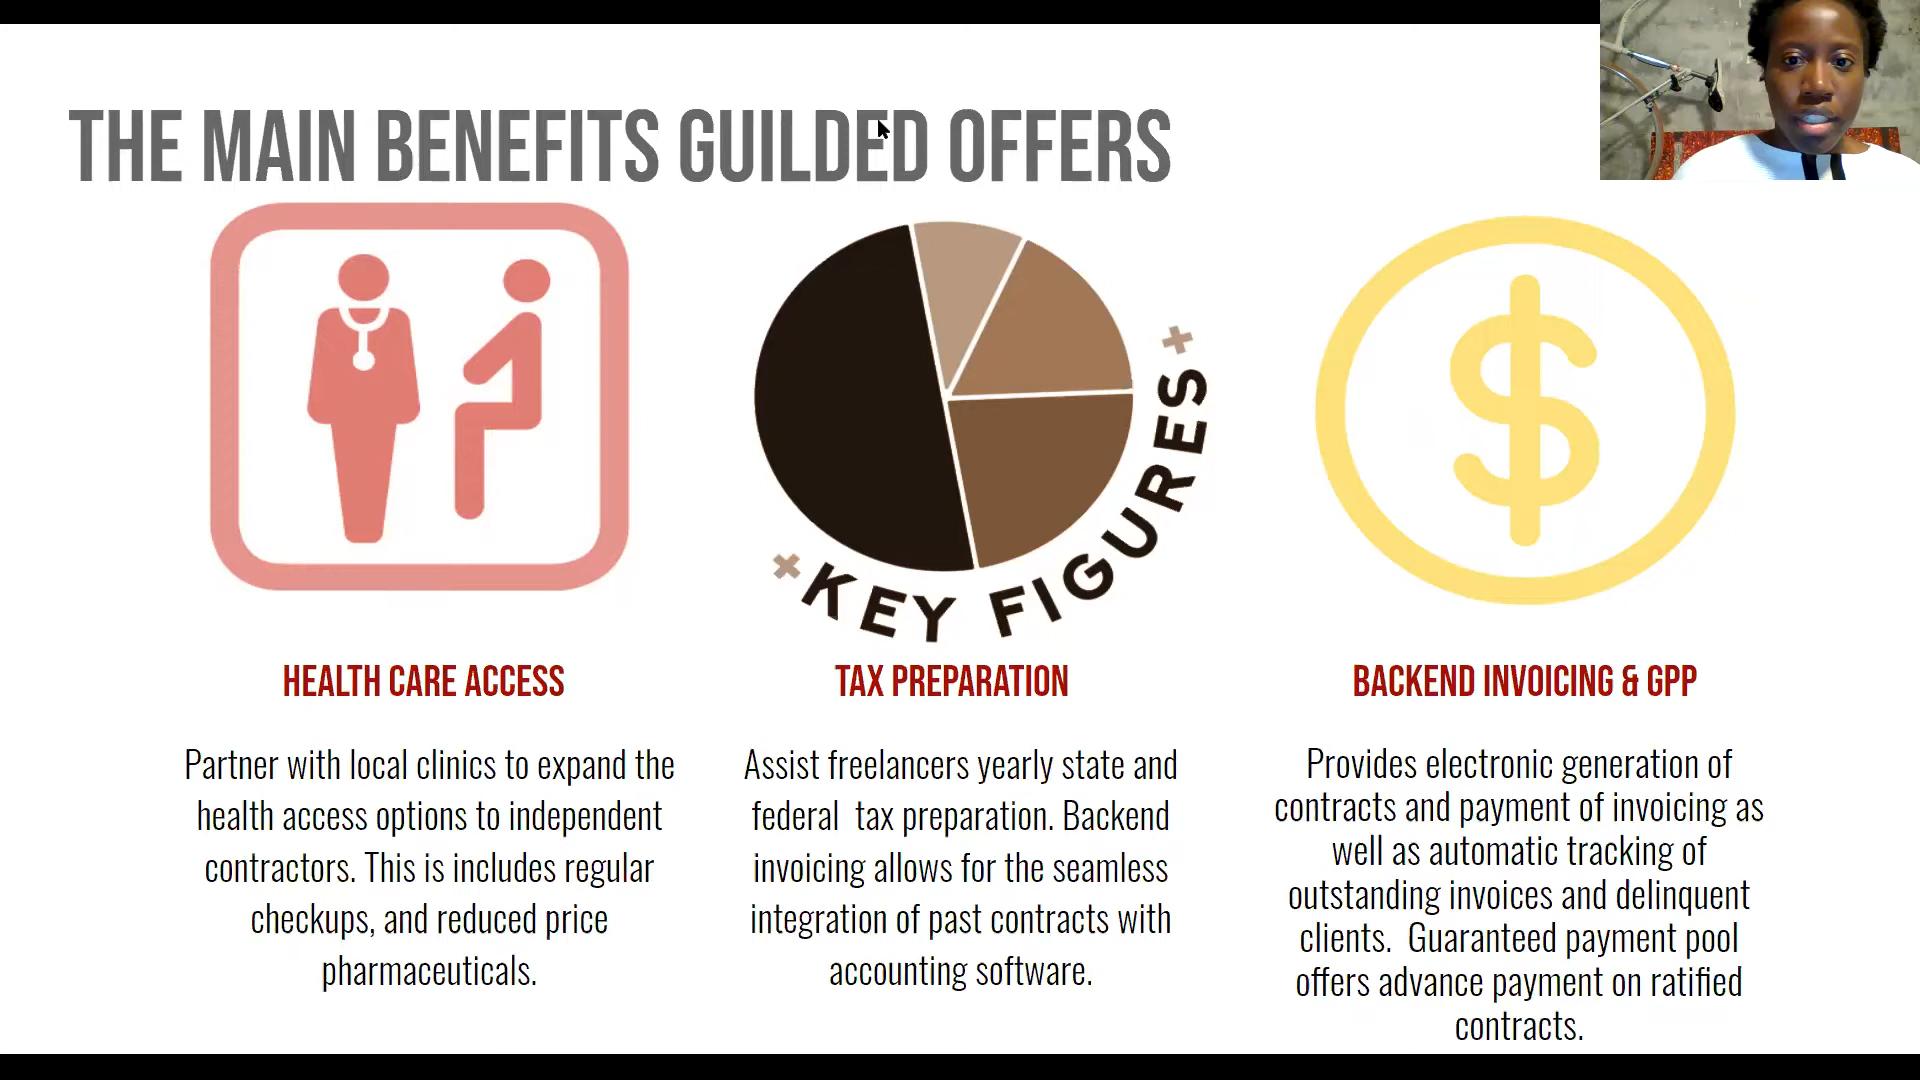 THE MAIN BENEFITS GUILDED OFFERS
KEY FIGURES
HEALTH CARE ACCESS
Partner with local clinics to expand the
health access options to independent
contractors. This is includes regular
checkups, and reduced price
pharmaceuticals.
TAX PREPARATION
Assist freelancers yearly state and
federal  tax preparation. Backend
invoicing allows for the seamless
integration of past contracts with
accounting software.
BACKEND INVOICING & GPP
Provides electronic generation of
contracts and payment of invoicing as
well as automatic tracking of
outstanding invoices and delinquent
clients.  Guaranteed payment pool
offers advance payment on ratified
contracts.